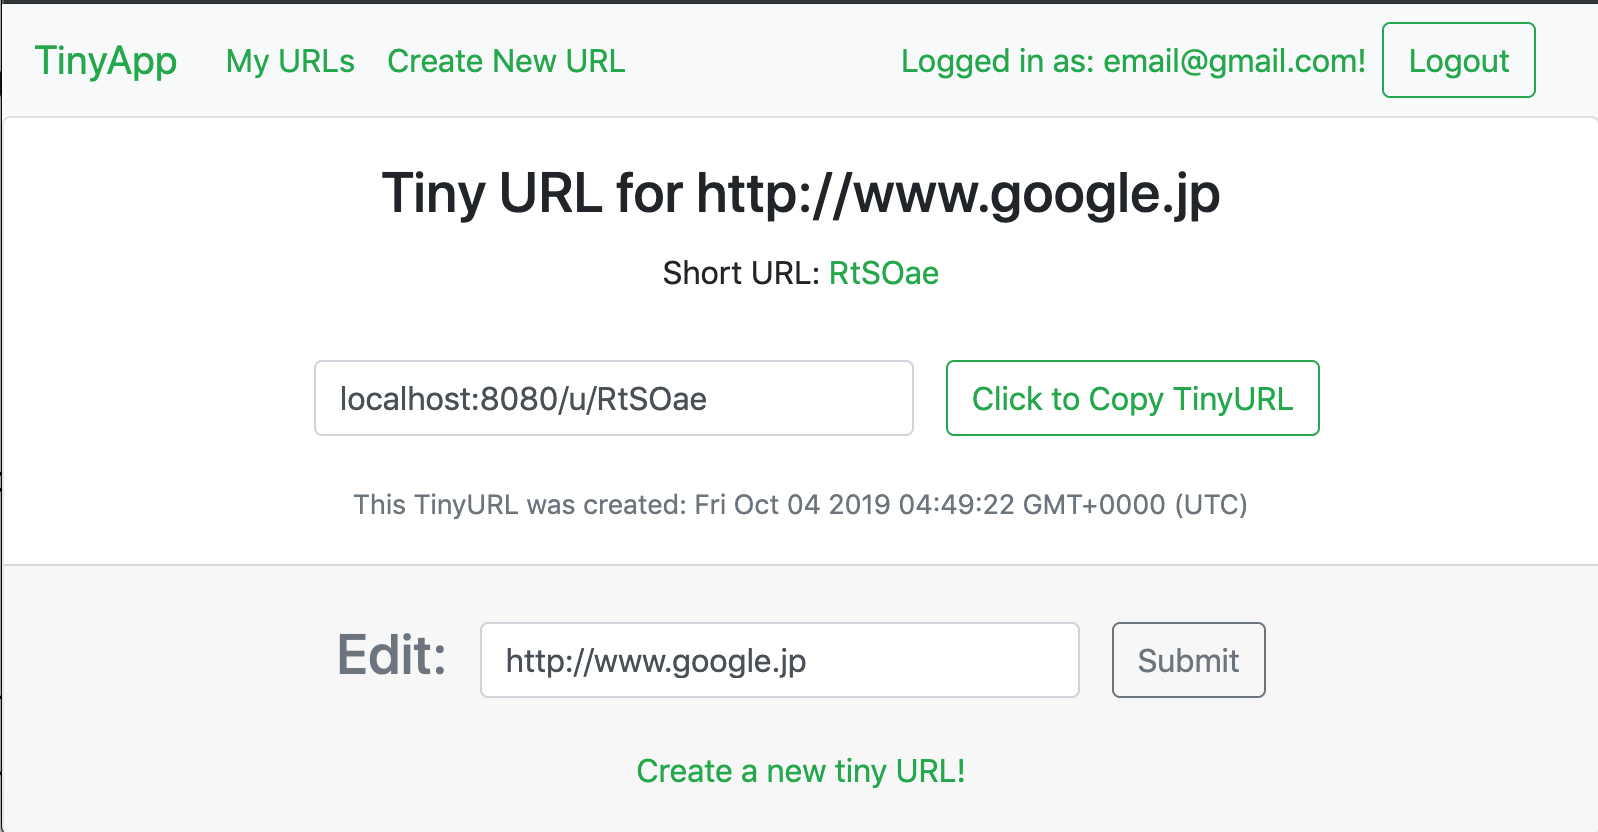 TinyApp My URLs Create New URL Logged in as: email@gmail.com! Logout
Tiny URL for http://www.google.jp
Short URL: RtSOae
localhost:8080/u/RtSOae Click to Copy TinyURL
This TinyURL was created: Fri Oct 04 2019 04:49:22 GMT+0000 (UTC)
Edit: http://www.google.jp Submit
Create a new tiny URL!